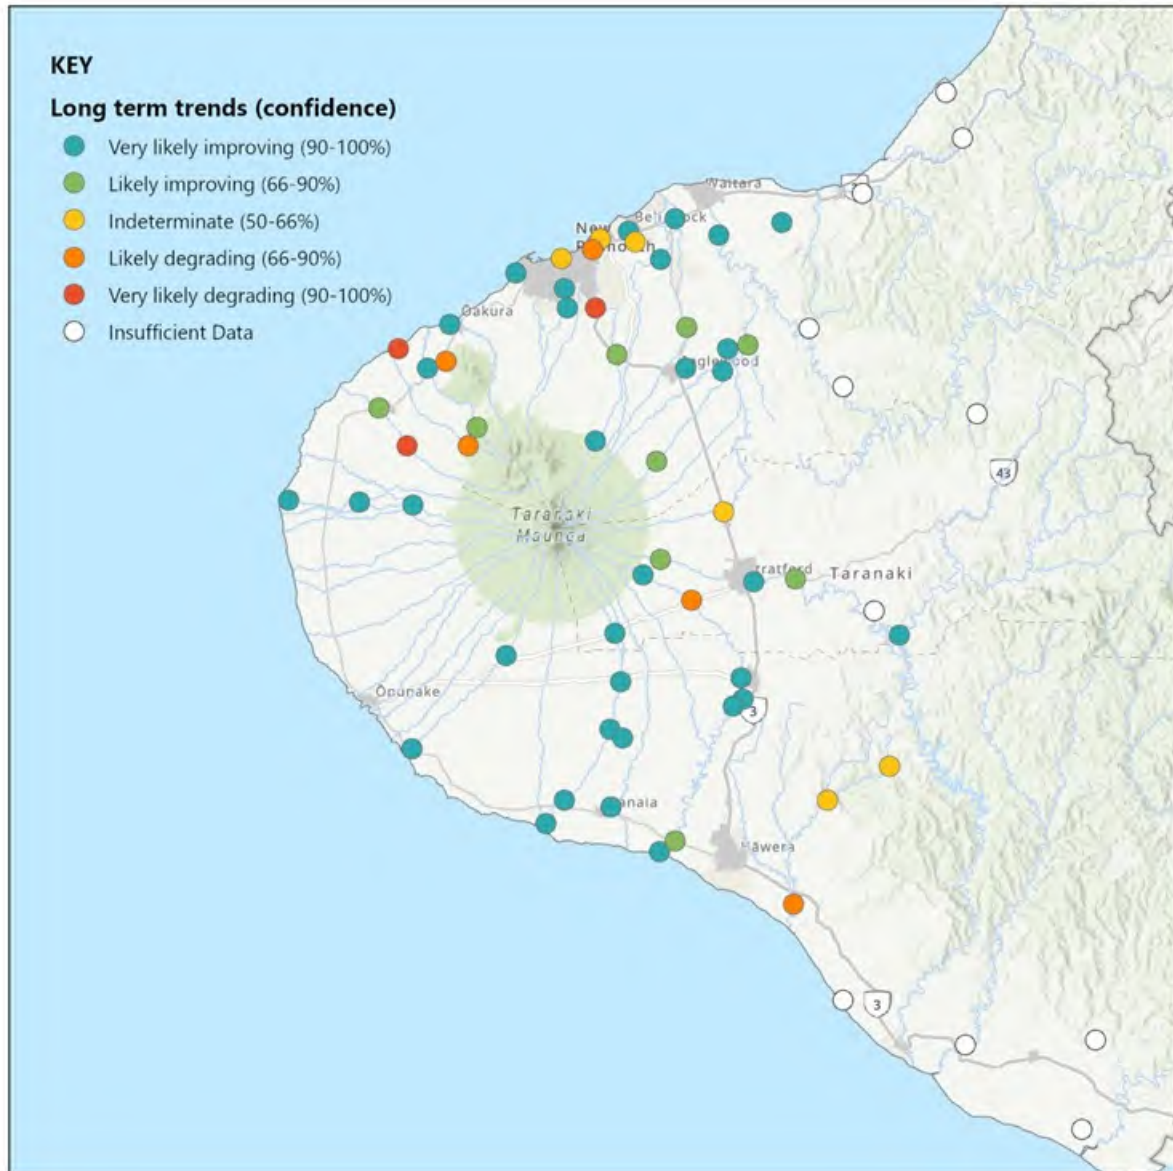 KEY
Long term trends (confidence)
Very likely improving (90-100%)
Likely improving (66-90%)
Indeterminate (50-66%)
Likely degrading (66-90%)
Very likely degrading (90-100%)
Insufficient Data
Waitara
New
Oakura
43
Taranaki
Maunga
Taranaki
Opunake
3
Hāwera
3